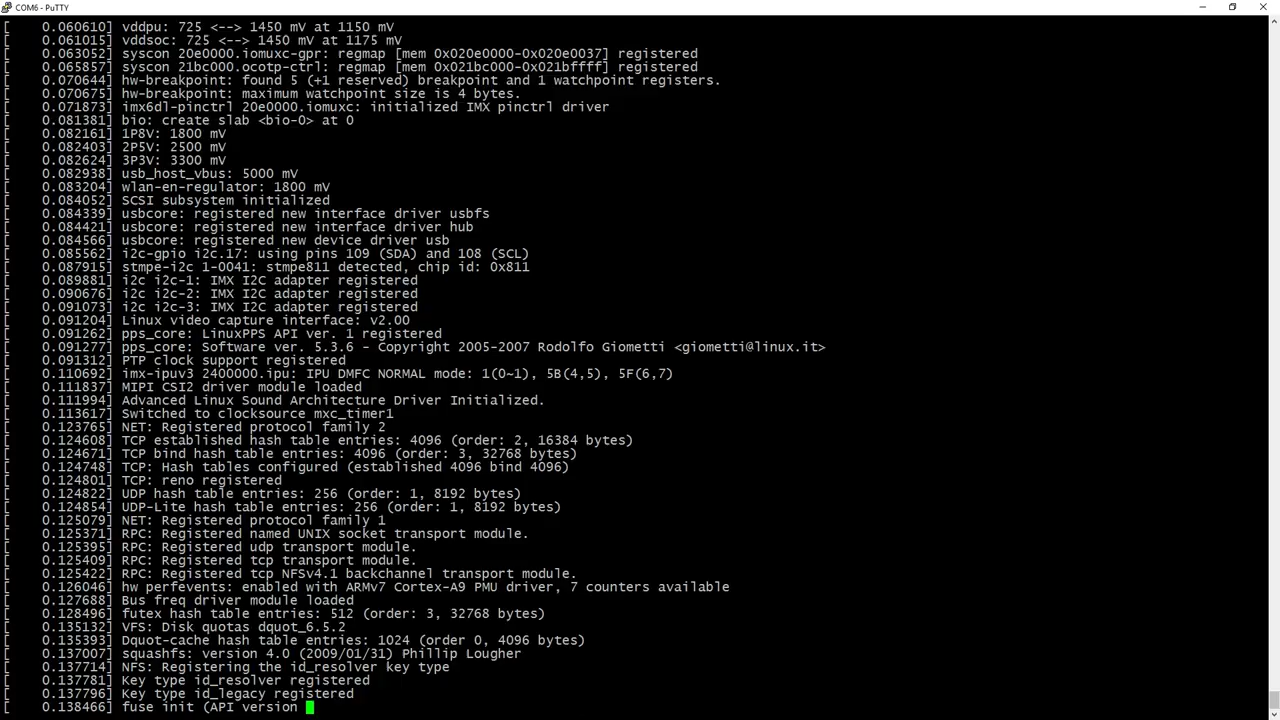 COM6 - PuTTY
[    0.060610] vddpu: 725 <--> 1450 mV at 1150 mV
[    0.061015] vddsoc: 725 <--> 1450 mV at 1175 mV
[    0.065052] syscon 20e0000.iomuxc-gpr: regmap [mem 0x020e0000-0x020e0037] registered
[    0.065857] syscon 21bc000.ocotp-ctrl: regmap [mem 0x021bc000-0x021bffff] registered
[    0.070644] hw-breakpoint: found 5 (+1 reserved) breakpoint and 1 watchpoint registers.
[    0.070675] hw-breakpoint: maximum watchpoint size is 4 bytes.
[    0.071873] imx6dl-pinctrl 20e0000.iomuxc: initialized IMX pinctrl driver
[    0.081381] bio: create slab <bio-0> at 0
[    0.082161] 1P8V: 1800 mV
[    0.082403] 2P5V: 2500 mV
[    0.082624] 3P3V: 3300 mV
[    0.082938] usb_host_vbus: 5000 mV
[    0.083204] wlan-en-regulator: 1800 mV
[    0.084052] SCSI subsystem initialized
[    0.084339] usbcore: registered new interface driver usbfs
[    0.084421] usbcore: registered new interface driver hub
[    0.084566] usbcore: registered new device driver usb
[    0.085562] i2c-gpio i2c.17: using pins 109 (SDA) and 108 (SCL)
[    0.087915] stmpe-i2c 1-0041: stmpe811 detected, chip id: 0x811
[    0.089881] i2c i2c-1: IMX I2C adapter registered
[    0.090676] i2c i2c-2: IMX I2C adapter registered
[    0.091073] i2c i2c-3: IMX I2C adapter registered
[    0.091204] Linux video capture interface: v2.00
[    0.091262] pps_core: LinuxPPS API ver. 1 registered
[    0.091277] pps_core: Software ver. 5.3.6 - Copyright 2005-2007 Rodolfo Giometti <giometti@linux.it>
[    0.091312] PTP clock support registered
[    0.110692] imx-ipuv3 2400000.ipu: IPU DMFC NORMAL mode: 1(0~1), 5B(4,5), 5F(6,7)
[    0.111837] MIPI CSI2 driver module loaded
[    0.111994] Advanced Linux Sound Architecture Driver Initialized.
[    0.113617] Switched to clocksource mxc_timer1
[    0.123765] NET: Registered protocol family 2
[    0.124608] TCP established hash table entries: 4096 (order: 2, 16384 bytes)
[    0.124671] TCP bind hash table entries: 4096 (order: 3, 32768 bytes)
[    0.124748] TCP: Hash tables configured (established 4096 bind 4096)
[    0.124801] TCP: reno registered
[    0.124822] UDP hash table entries: 256 (order: 1, 8192 bytes)
[    0.124854] UDP-Lite hash table entries: 256 (order: 1, 8192 bytes)
[    0.125079] NET: Registered protocol family 1
[    0.125371] RPC: Registered named UNIX socket transport module.
[    0.125395] RPC: Registered udp transport module.
[    0.125409] RPC: Registered tcp transport module.
[    0.125422] RPC: Registered tcp NFSv4.1 backchannel transport module.
[    0.126046] hw perfevents: enabled with ARMv7 Cortex-A9 PMU driver, 7 counters available
[    0.127688] Bus freq driver module loaded
[    0.128496] futex hash table entries: 512 (order: 3, 32768 bytes)
[    0.135132] VFS: Disk quotas dquot_6.5.2
[    0.135393] Dquot-cache hash table entries: 1024 (order 0, 4096 bytes)
[    0.137007] squashfs: version 4.0 (2009/01/31) Phillip Lougher
[    0.137714] NFS: Registering the id_resolver key type
[    0.137781] Key type id_resolver registered
[    0.137796] Key type id_legacy registered
[    0.138466] fuse init (API version